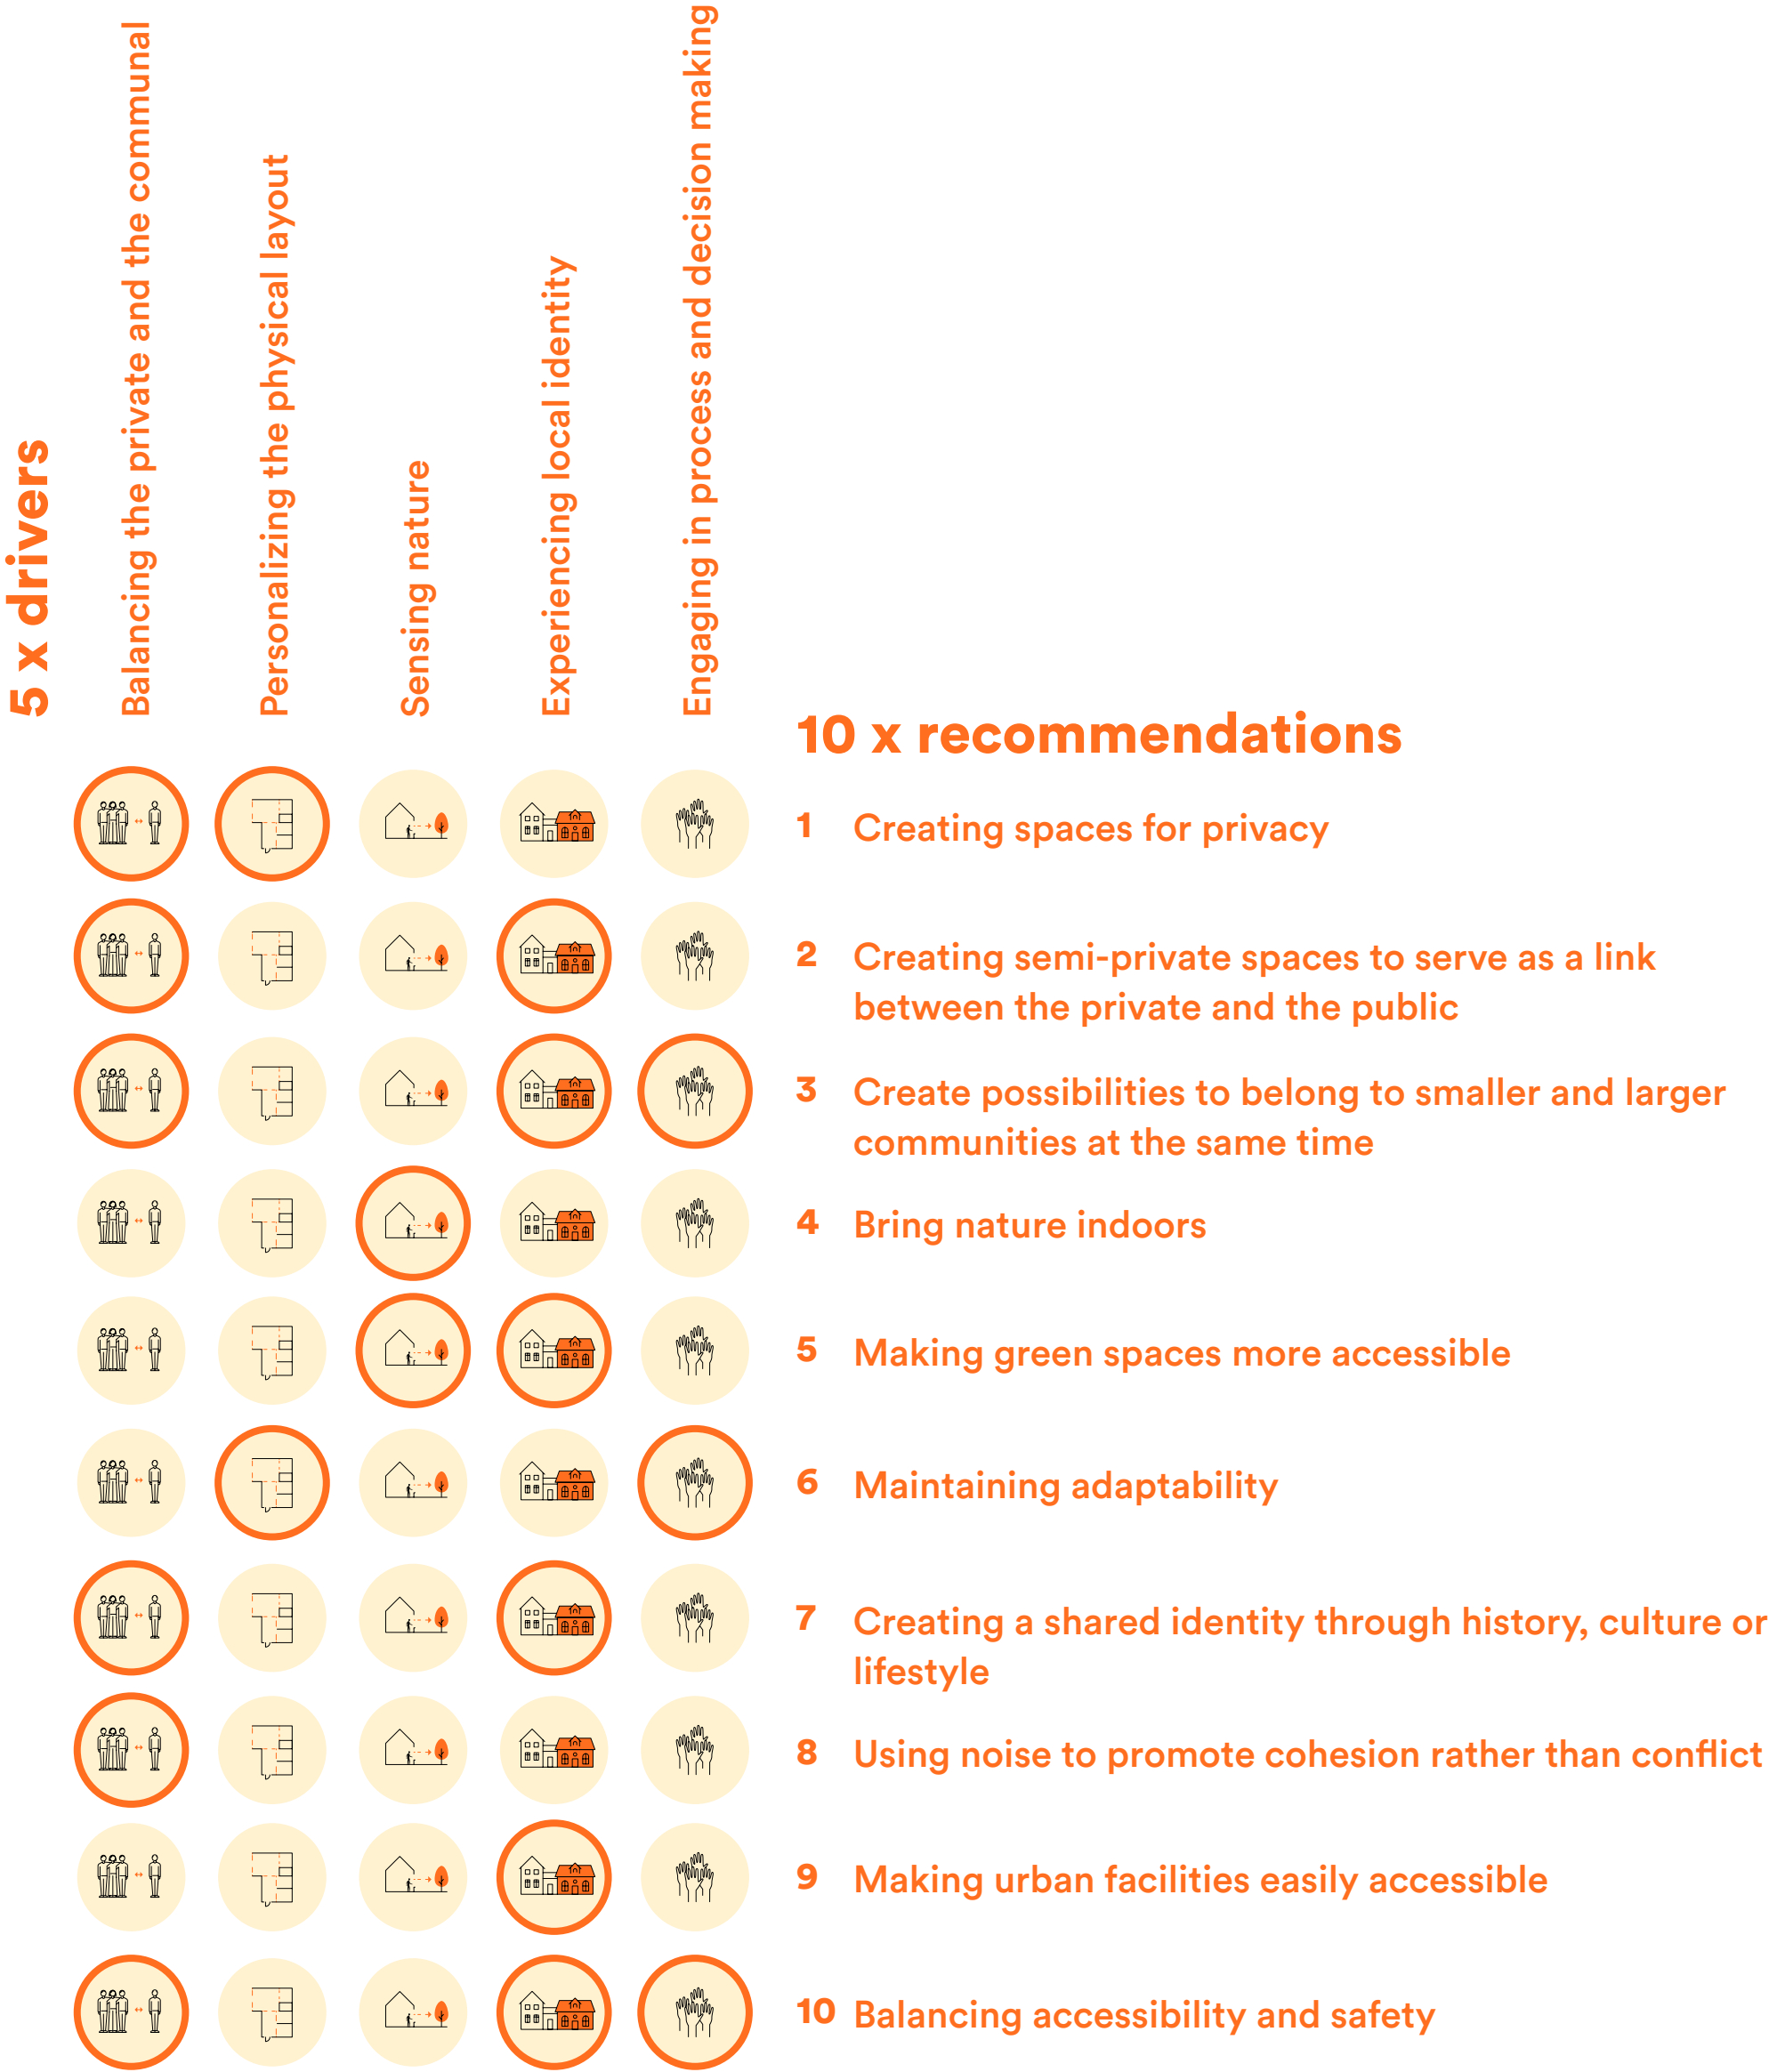 5 x drivers
Balancing the private and the communal
Personalizing the physical layout
Sensing nature
Experiencing local identity
Engaging in process and decision making
10 x recommendations
1 Creating spaces for privacy
2 Creating semi-private spaces to serve as a link
between the private and the public
3 Create possibilities to belong to smaller and larger
communities at the same time
4 Bring nature indoors
5 Making green spaces more accessible
6 Maintaining adaptability
7 Creating a shared identity through history, culture or
lifestyle
8 Using noise to promote cohesion rather than conflict
9 Making urban facilities easily accessible
10 Balancing accessibility and safety